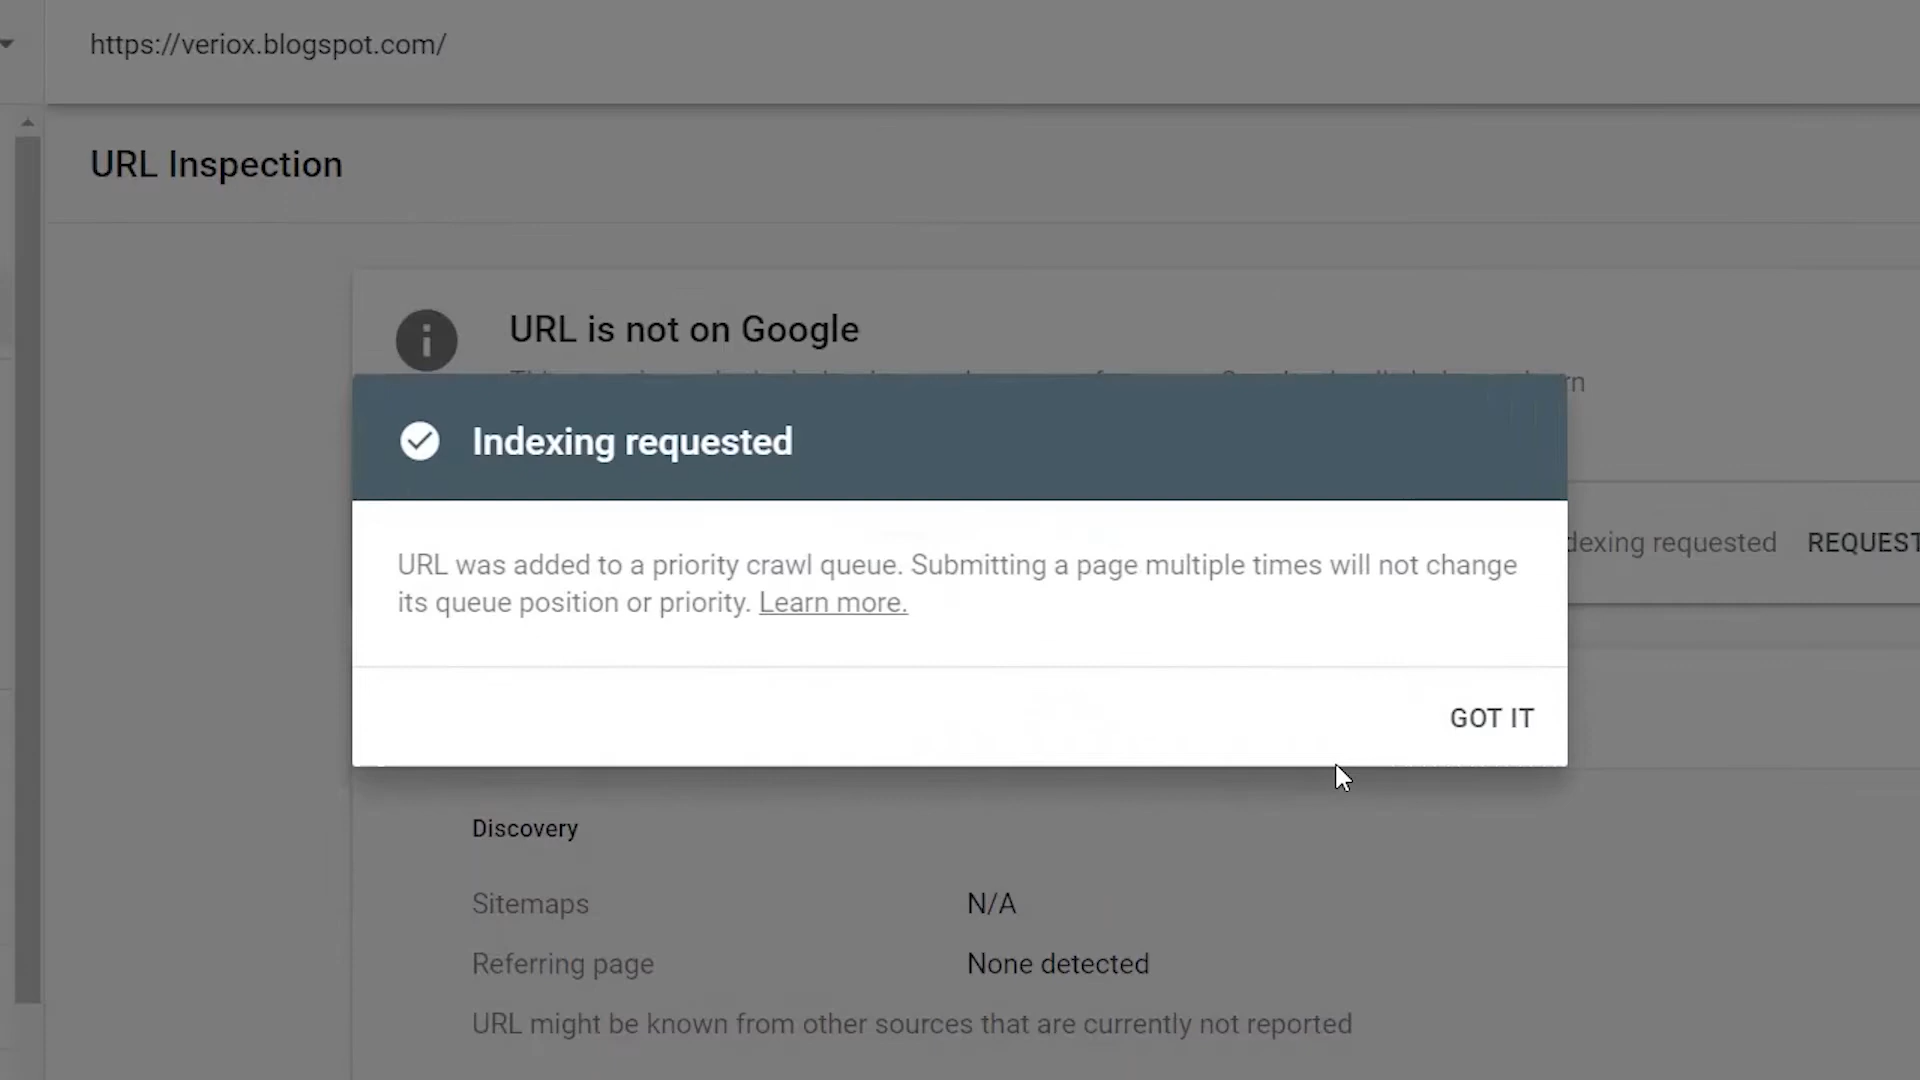 https://veriox.blogspot.com/
URL Inspection
URL is not on Google
Indexing requested
URL was added to a priority crawl queue. Submitting a page multiple times will not change
its queue position or priority. Learn more.
indexing requested REQUEST
GOT IT
Discovery
Sitemaps N/A
Referring page None detected
URL might be known from other sources that are currently not reported